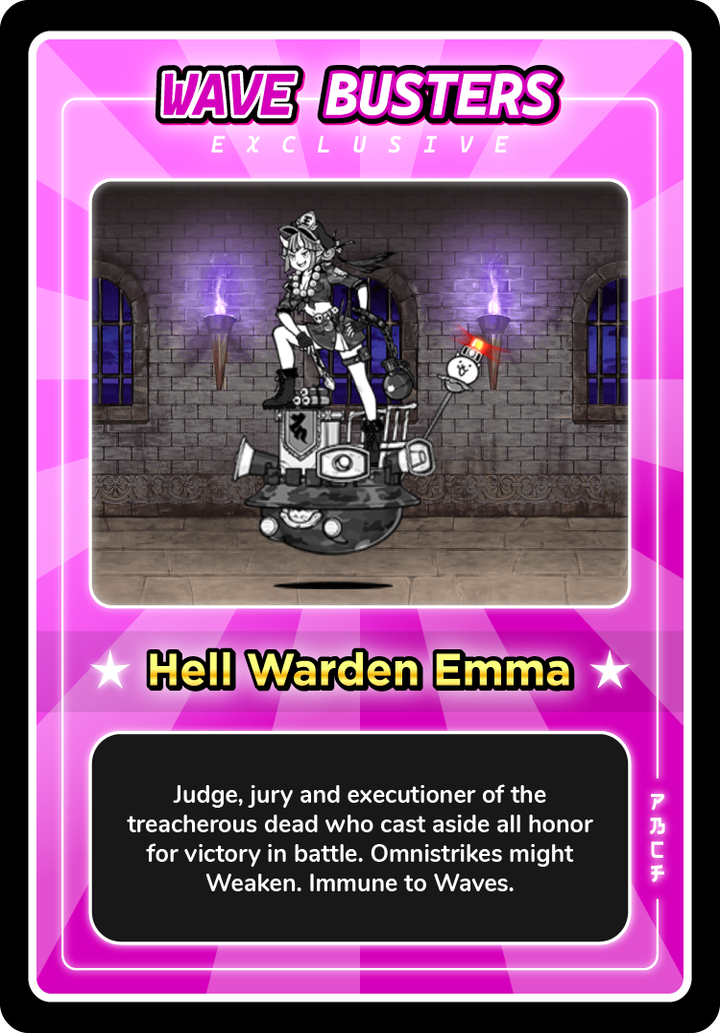 WAVE BUSTERS
EXCLUSIVE
Hell Warden Emma
Judge, jury and executioner of the
treacherous dead who cast aside all honor
for victory in battle. Omnistrikes might
Weaken. Immune to Waves.